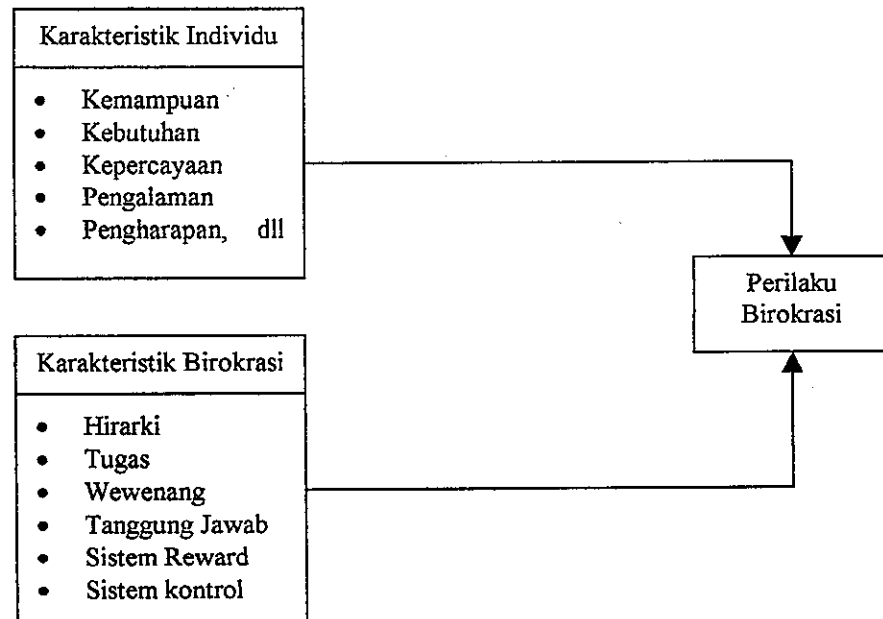 Karakteristik Individu
• Kemampuan
• Kebutuhan
• Kepercayaan
• Pengalaman
• Pengharapan, dll
Perilaku
Birokrasi
Karakteristik Birokrasi
• Hirarki
• Tugas
• Wewenang
• Tanggung Jawab
• Sistem Reward
• Sistem kontrol